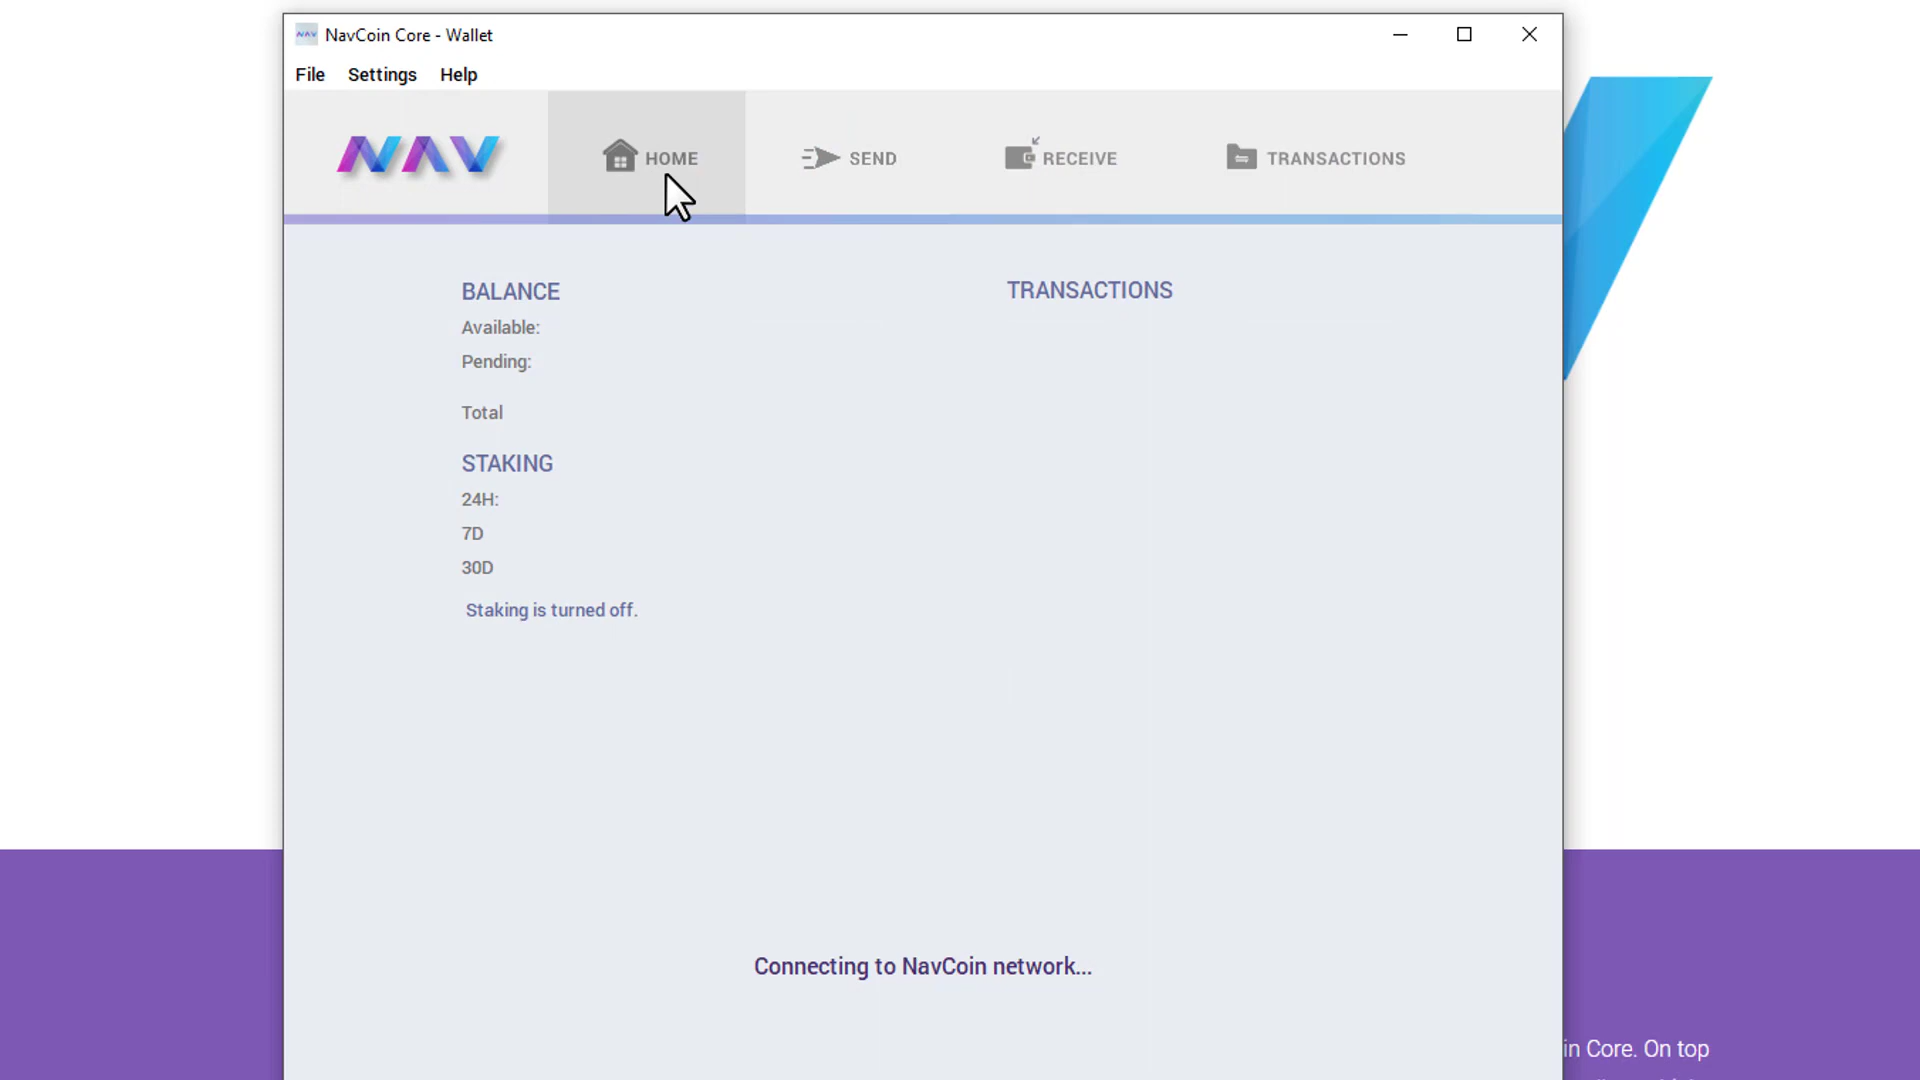 NavCoin Core - Wallet
File Settings Help
NAV HOME SEND RECEIVE TRANSACTIONS
BALANCE
Available:
Pending:
Total
STAKING
24H:
7D
30D
Staking is turned off.
TRANSACTIONS
Connecting to NavCoin network...
in Core. On top